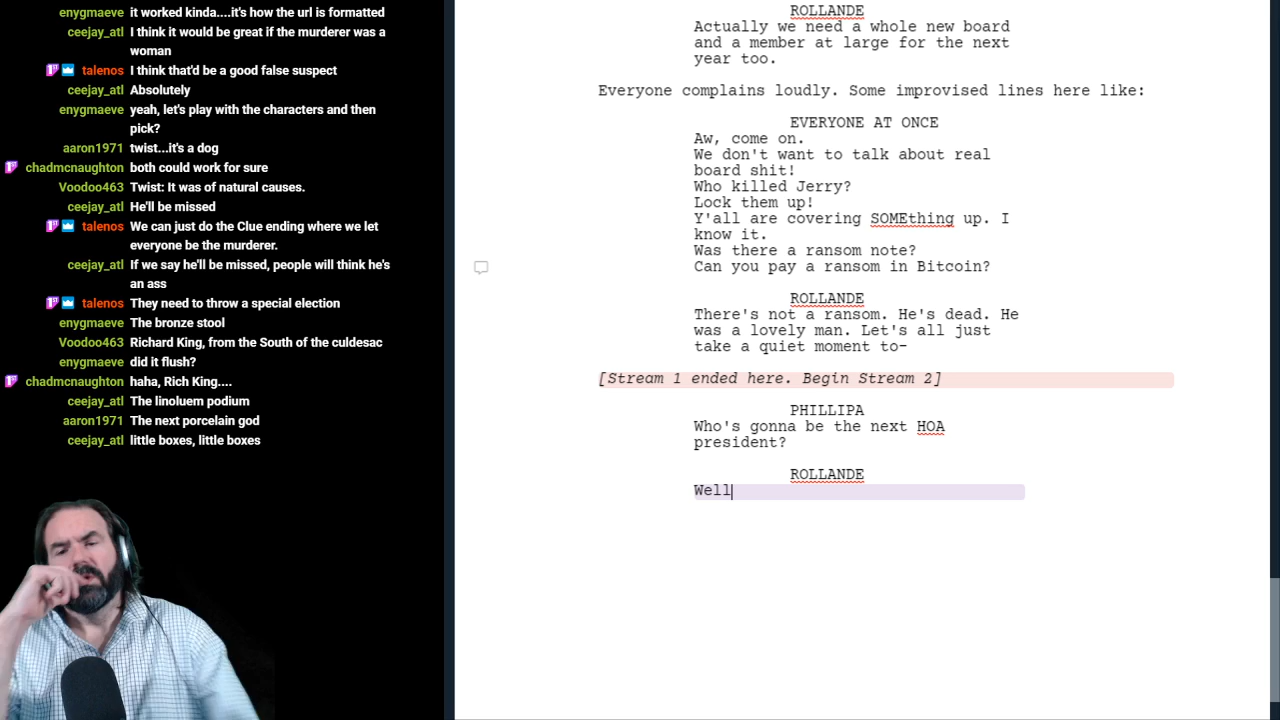 enygmaeve it worked kinda....it's how the url is formatted
ceejay_atl I think it would be great if the murderer was a
woman
talenos I think that'd be a good false suspect
ceejay_atl Absolutely
enygmaeve yeah, let's play with the characters and then
pick?
aaron1971 twist...it's a dog
chadmcnaughton both could work for sure
Voodoo463 Twist: It was of natural causes.
ceejay_atl He'll be missed
talenos We can just do the Clue ending where we let
everyone be the murderer.
ceejay_atl If we say he'll be missed, people will think he's
an ass
talenos They need to throw a special election
enygmaeve The bronze stool
Voodoo463 Richard King, from the South of the culdesac
enygmaeve did it flush?
chadmcnaughton haha, Rich King....
ceejay_atl The linoluem podium
aaron1971 The next porcelain god
ceejay_atl little boxes, little boxes
ROLLANDE
Actually we need a whole new board
and a member at large for the next
year too.
Everyone complains loudly. Some improvised lines here like:
EVERYONE AT ONCE
Aw, come on.
We don't want to talk about real
board shit!
Who killed Jerry?
Lock them up!
Y'all are covering SOMEthing up. I
know it.
Was there a ransom note?
Can you pay a ransom in Bitcoin?
ROLLANDE
There's not a ransom. He's dead. He
was a lovely man. Let's all just
take a quiet moment to-
[Stream 1 ended here. Begin Stream 2]
PHILLIPA
Who's gonna be the next HOA
president?
ROLLANDE
Well